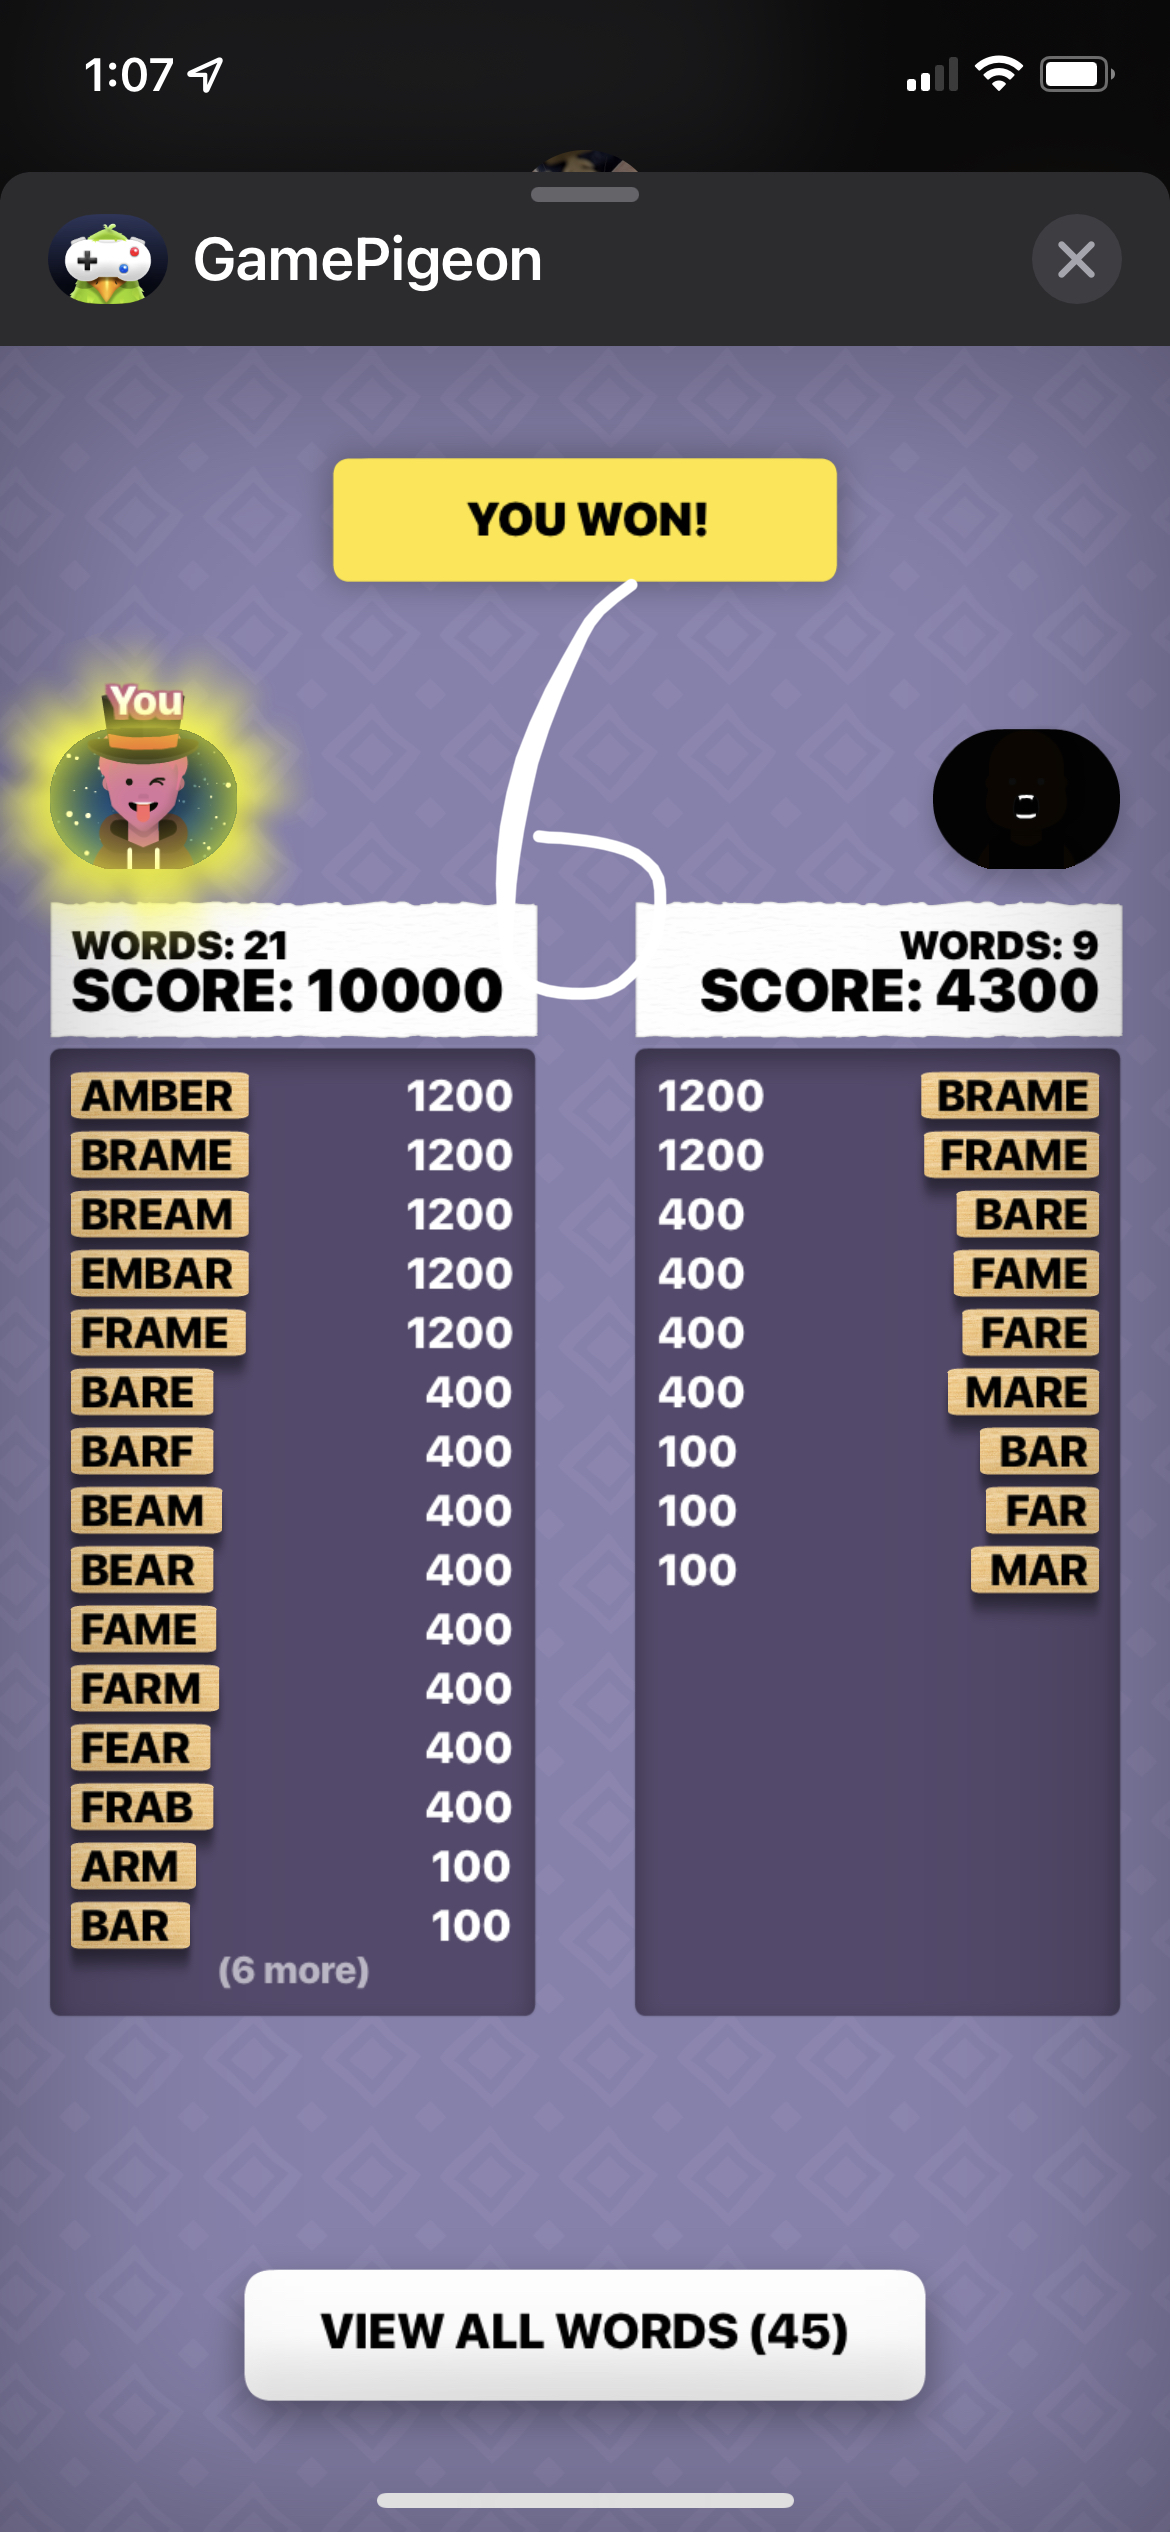 1:07
GamePigeon
YOU WON!
You
WORDS: 21
SCORE: 10000
WORDS: 9
SCORE: 4300
AMBER 1200
BRAME 1200
BREAM 1200
EMBAR 1200
FRAME 1200
BARE 400
BARF 400
BEAM 400
BEAR 400
FAME 400
FARM 400
FEAR 400
FRAB 400
ARM 100
BAR 100
(6 more)
1200 BRAME
1200 FRAME
400 BARE
400 FAME
400 FARE
400 MARE
100 BAR
100 FAR
100 MAR
VIEW ALL WORDS (45)